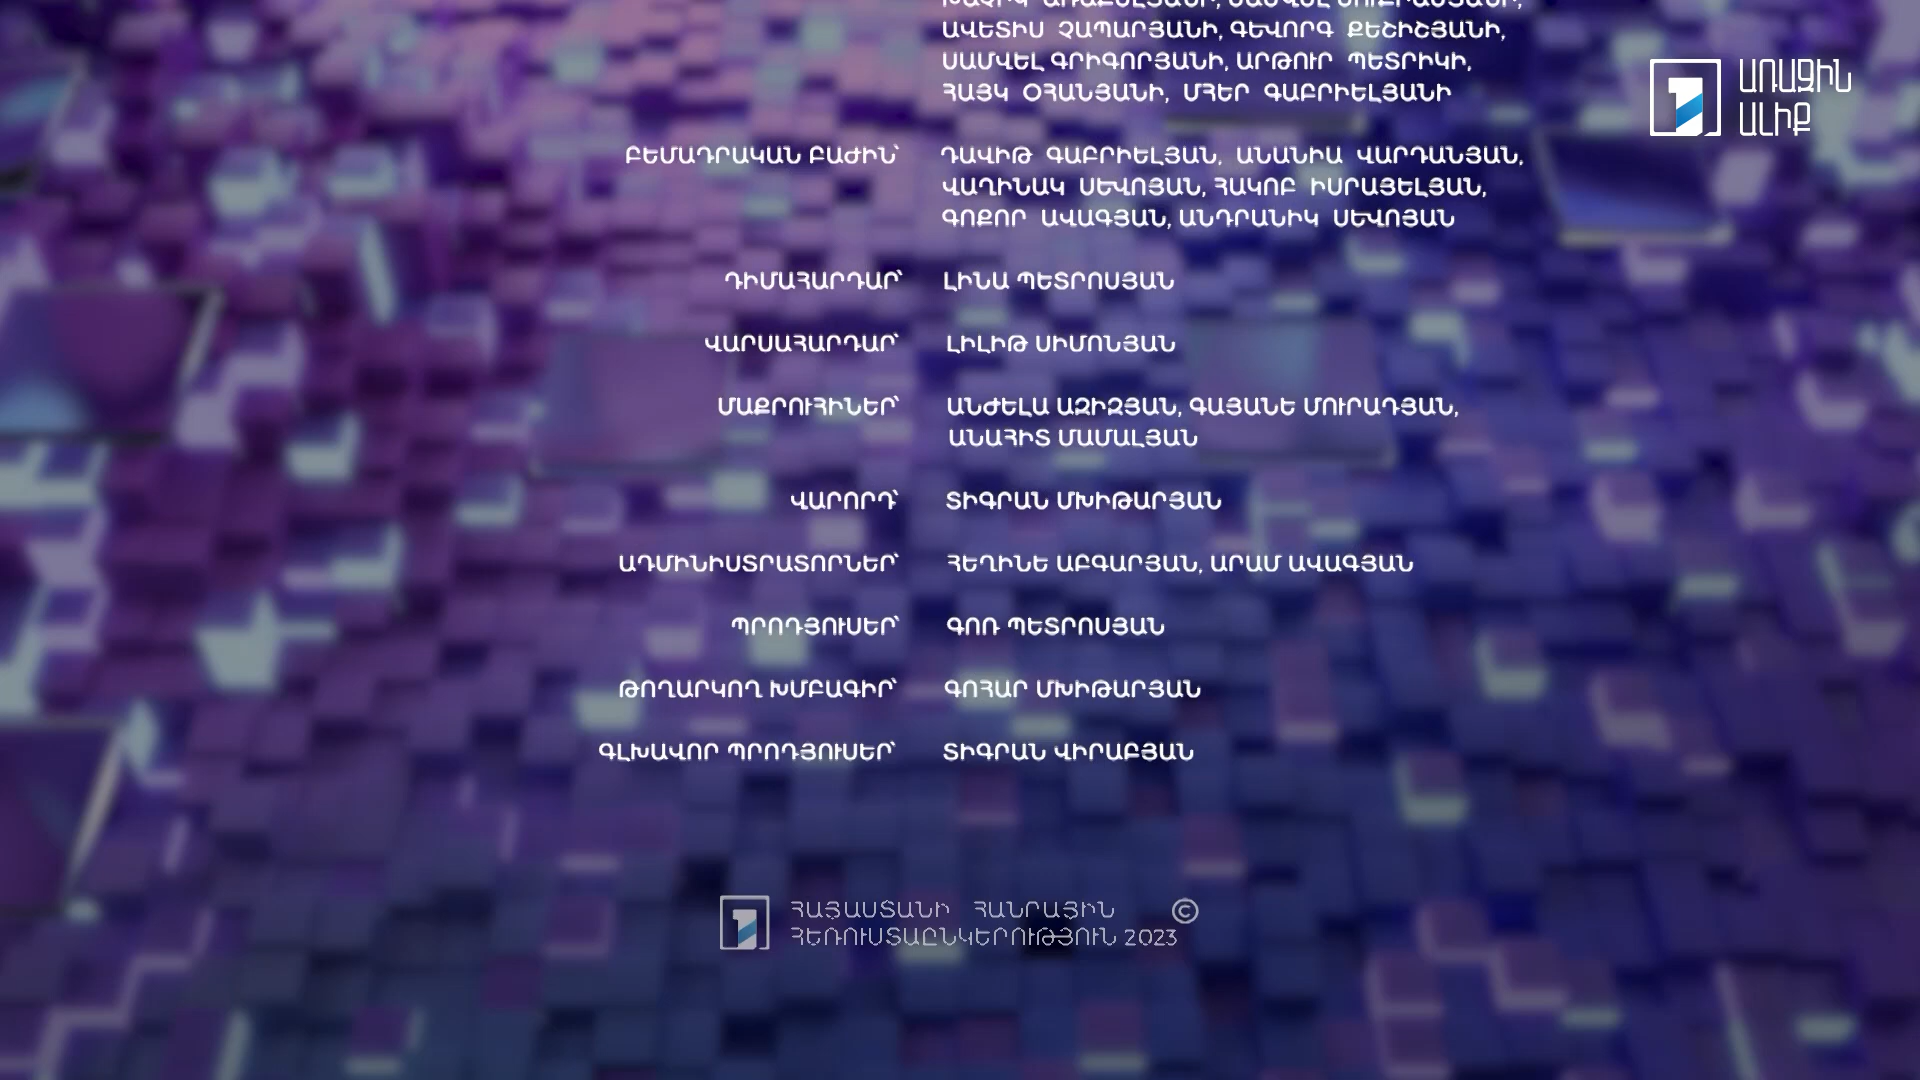 ԱՎԵՏԻՍ ՉԱՊԱՐՅԱՆԻ, ԳԵՎՈՐԳ ՔԵՇԻՇՅԱՆԻ,
ՍԱՄՎԵԼ ԳՐԻԳՈՐՅԱՆԻ, ԱՐԹՈՒՐ ՊԵՏՐԻԿԻ,
ՀԱՅԿ ՕՀԱՆՅԱՆԻ, ՄՀԵՐ ԳԱԲՐԻԵԼՅԱՆԻ
ԱՌԱՋԻՆ
ԱԼԻՔ
ԲԵՄԱԴՐԱԿԱՆ ԲԱԺԻՆ՝ ԴԱՎԻԹ ԳԱԲՐԻԵԼՅԱՆ, ԱՆԱՆԻԱ ՎԱՐԴԱՆՅԱՆ,
ՎԱՂԻՆԱԿ ՍԵՎՈՅԱՆ, ՀԱԿՈԲ ԻՍՐԱՅԵԼՅԱՆ,
ԳՈՔՈՐ ԱՎԱԳՅԱՆ, ԱՆԴՐԱՆԻԿ ՍԵՎՈՅԱՆ
ԴԻՄԱՀԱՐԴԱՐ՝ ԼԻՆԱ ՊԵՏՐՈՍՅԱՆ
ՎԱՐՍԱՀԱՐԴԱՐ՝ ԼԻԼԻԹ ՍԻՄՈՆՅԱՆ
ՄԱՔՐՈՒՀԻՆԵՐ՝ ԱՆԺԵԼԱ ԱԶԻԶՅԱՆ, ԳԱՅԱՆԵ ՄՈՒՐԱԴՅԱՆ,
ԱՆԱՀԻՏ ՄԱՄԱԼՅԱՆ
ՎԱՐՈՐԴ՝ ՏԻԳՐԱՆ ՄԽԻԹԱՐՅԱՆ
ԱԴՄԻՆԻՍՏՐԱՏՈՐՆԵՐ՝ ՀԵՂԻՆԵ ԱԲԳԱՐՅԱՆ, ԱՐԱՄ ԱՎԱԳՅԱՆ
ՊՐՈԴՅՈՒՍԵՐ՝ ԳՈՌ ՊԵՏՐՈՍՅԱՆ
ԹՈՂԱՐԿՈՂ ԽՄԲԱԳԻՐ՝ ԳՈՀԱՐ ՄԽԻԹԱՐՅԱՆ
ԳԼԽԱՎՈՐ ՊՐՈԴՅՈՒՍԵՐ՝ ՏԻԳՐԱՆ ՎԻՐԱԲՅԱՆ
ՀԱՅԱՍՏԱՆԻ ՀԱՆՐԱՅԻՆ ©
ՀԵՌՈՒՍՏԱԸՆԿԵՐՈՒԹՅՈՒՆ 2023